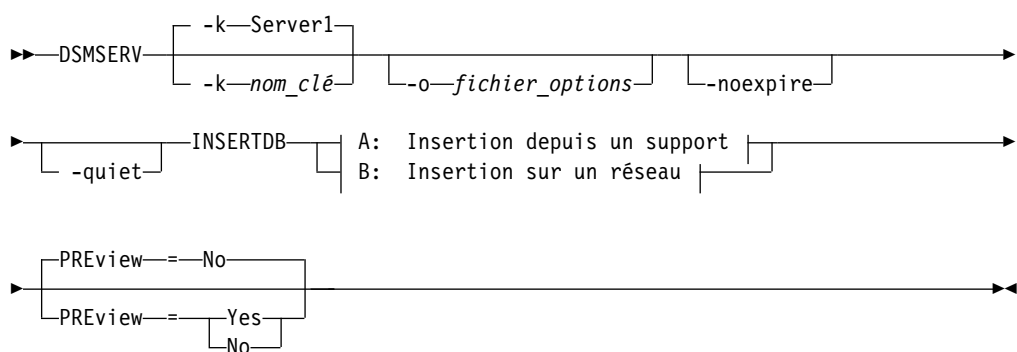 -k Server1
DSMSERV
-k nom_clé
-o fichier_options
-noexpire
-quiet
INSERTDB
A: Insertion depuis un support
B: Insertion sur un réseau
PREview = No
PREview = Yes
No